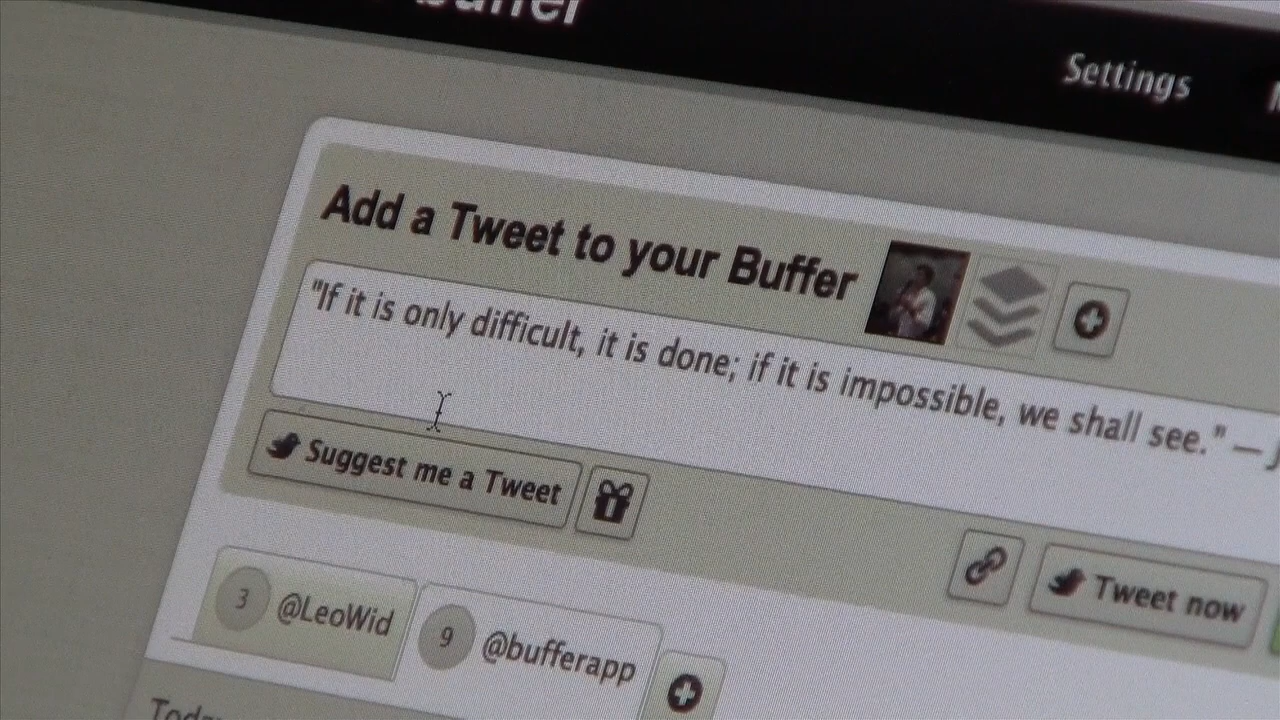 buffer
Settings
Add a Tweet to your Buffer
"If it is only difficult, it is done; if it is impossible, we shall see." —
Suggest me a Tweet
Tweet now
3 @LeoWid 9 @bufferapp